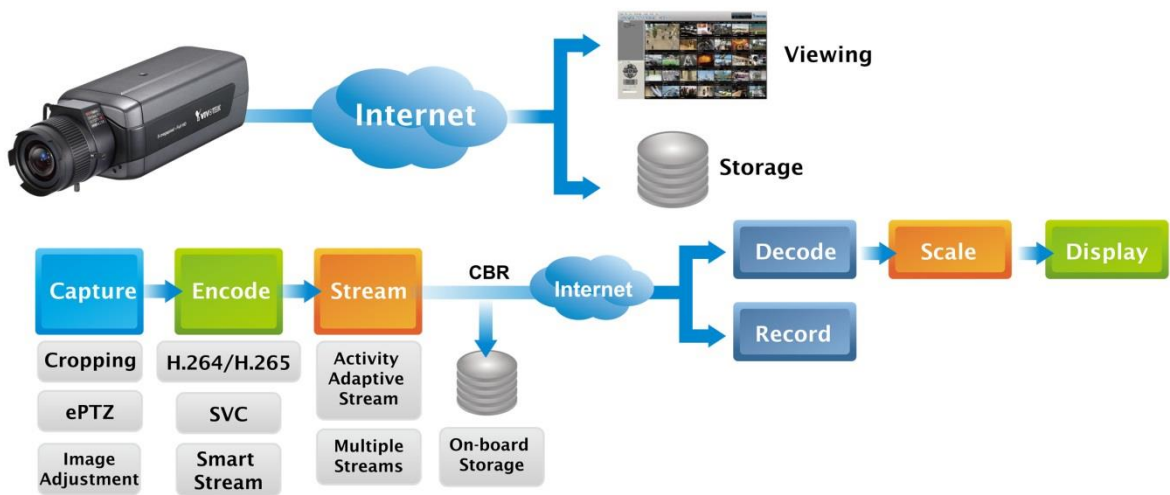 Internet
Viewing
Storage
Capture
Encode
Stream
CBR
Internet
Decode
Scale
Display
Record
Cropping
ePTZ
Image
Adjustment
H.264/H.265
SVC
Smart
Stream
Activity
Adaptive
Stream
Multiple
Streams
On-board
Storage